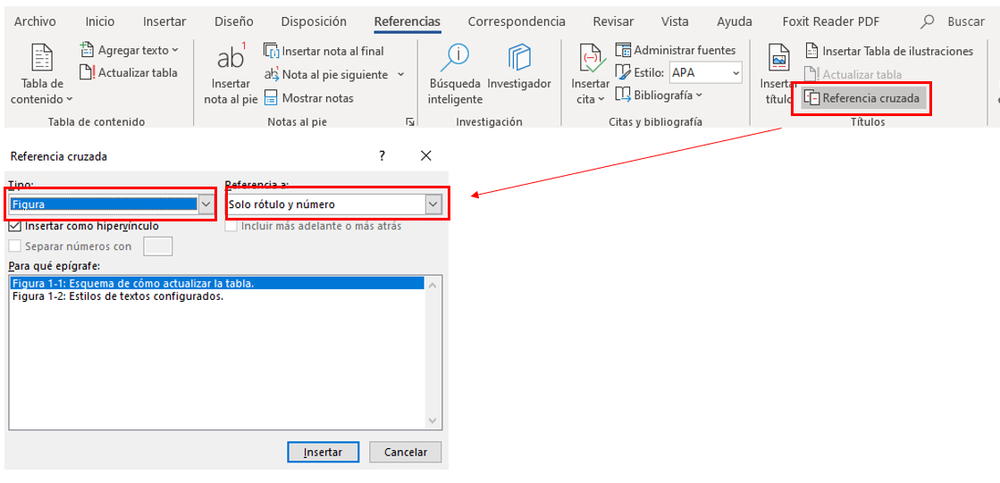 Archivo Inicio Insertar Diseño Disposición Referencias Correspondencia Revisar Vista Ayuda Foxit Reader PDF Buscar
Tabla de
contenido
Agregar texto
Actualizar tabla
Tabla de contenido
ab1
Insertar
nota al pie
Insertar nota al final
Nota al pie siguiente
Mostrar notas
Notas al pie
Búsqueda
inteligente
Investigador
Investigación
Insertar
cita
Administrar fuentes
Estilo: APA
Bibliografía
Citas y bibliografía
Insertar
título
Insertar Tabla de ilustraciones
Actualizar tabla
Referencia cruzada
Títulos
Referencia cruzada ?
Tipo: Referencia a:
Figura Solo rótulo y número
Insertar como hipervínculo Incluir más adelante o más atrás
Separar números con
Para qué epígrafe:
Figura 1-1: Esquema de cómo actualizar la tabla.
Figura 1-2: Estilos de textos configurados.
Insertar Cancelar